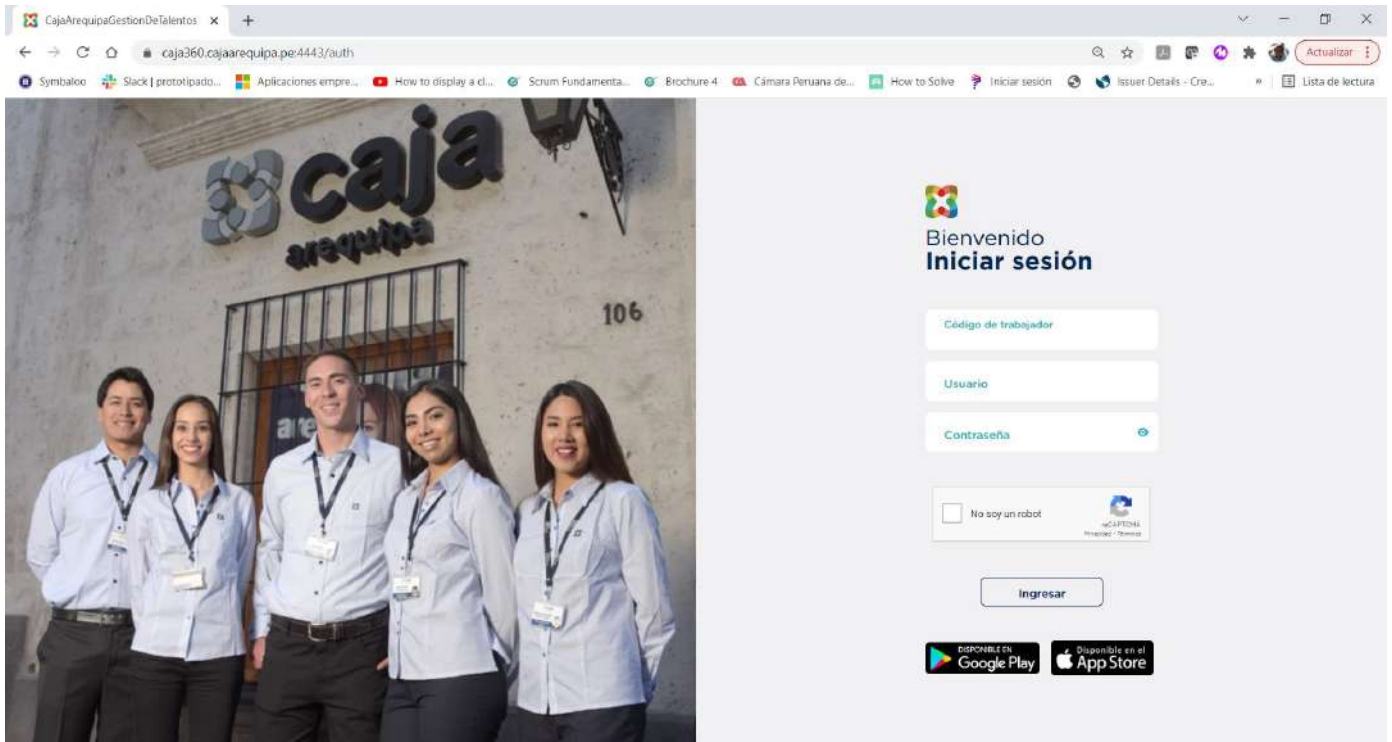 CajaArequipaGestionDeTalentos
caja360.cajaarequipa.pe:4443/auth
Actualizar
Symbaloo
Slack | prototipado...
Aplicaciones empre...
How to display a cl...
Scrum Fundamenta...
Brochure 4
Cámara Peruana de...
How to Solve
Iniciar sesión
Issuer Details - Cre...
»
Lista de lectura
caja
arequipa
106
Bienvenido
Iniciar sesión
Código de trabajador
Usuario
Contraseña
No soy un robot
reCAPTCHA
Privacidad - Términos
Ingresar
DISPONIBLE EN
Google Play
Disponible en el
App Store